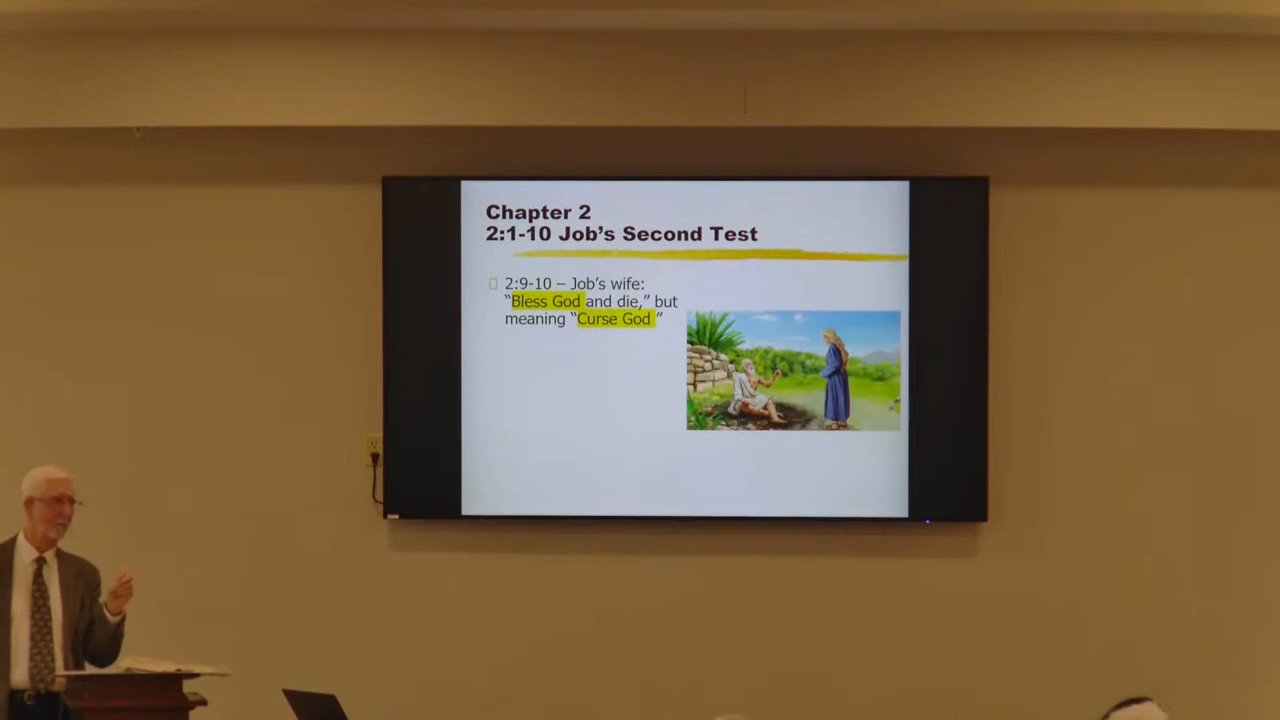 Chapter 2
2:1-10 Job’s Second Test
2:9-10 – Job’s wife:
“Bless God and die,” but
meaning “Curse God ”